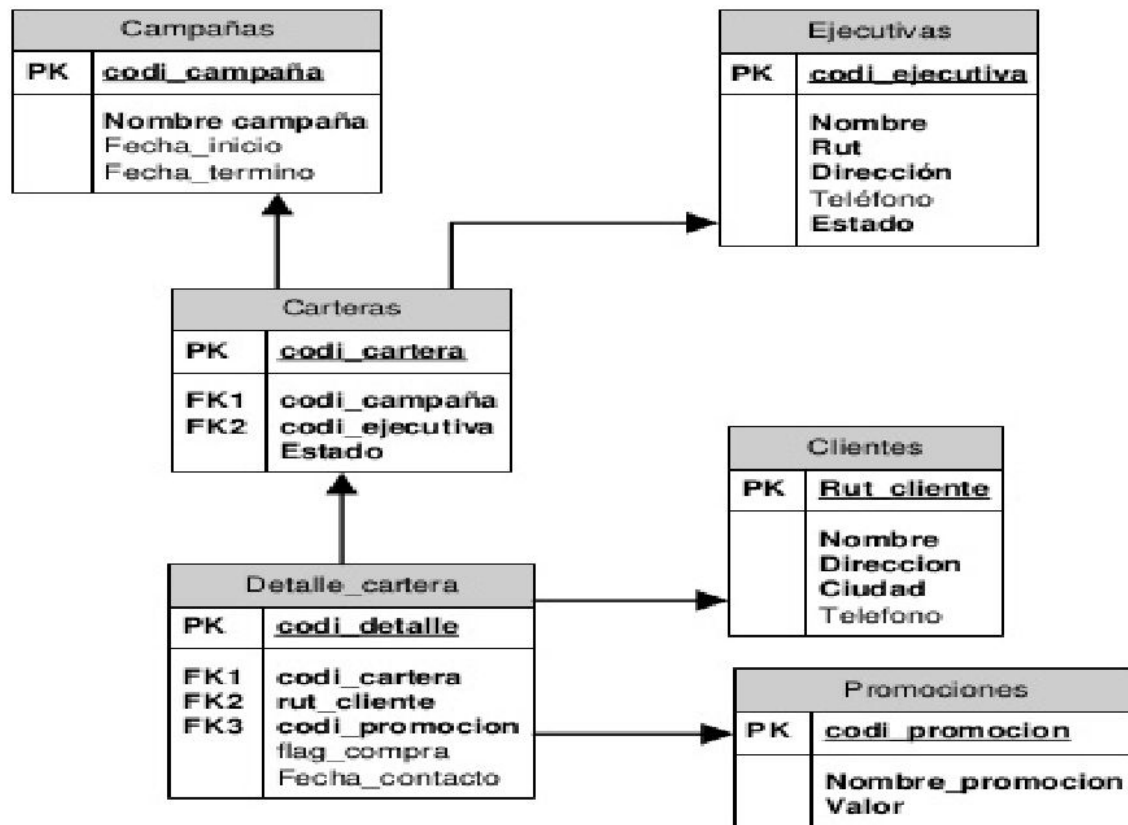 Campañas
PK codi_campaña
Nombre campaña
Fecha_inicio
Fecha_termino
Ejecutivas
PK codi_ejecutiva
Nombre
Rut
Dirección
Teléfono
Estado
Carteras
PK codi_cartera
FK1 codi_campaña
FK2 codi_ejecutiva
Estado
Clientes
PK Rut_cliente
Nombre
Direccion
Ciudad
Telefono
Detalle_cartera
PK codi_detalle
FK1 codi_cartera
FK2 rut_cliente
FK3 codi_promocion
flag_compra
Fecha_contacto
Promociones
PK codi_promocion
Nombre_promocion
Valor